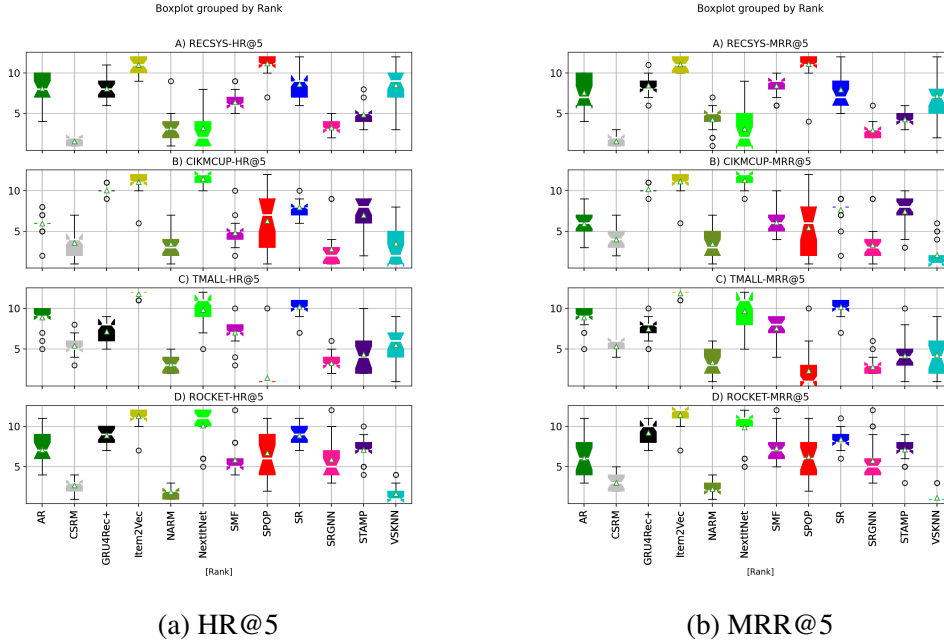 Boxplot grouped by Rank
A) RECSYS-HR@5
10
5
B) CIKMCUP-HR@5
10
5
C) TMALL-HR@5
10
5
D) ROCKET-HR@5
10
5
AR
CSRM
GRU4Rec+
Item2Vec
NARM
NextItNet
SMF
SPOP
SR
SRGNN
STAMP
VSKNN
[Rank]
(a) HR@5
Boxplot grouped by Rank
A) RECSYS-MRR@5
10
5
B) CIKMCUP-MRR@5
10
5
C) TMALL-MRR@5
10
5
D) ROCKET-MRR@5
10
5
AR
CSRM
GRU4Rec+
Item2Vec
NARM
NextItNet
SMF
SPOP
SR
SRGNN
STAMP
VSKNN
[Rank]
(b) MRR@5